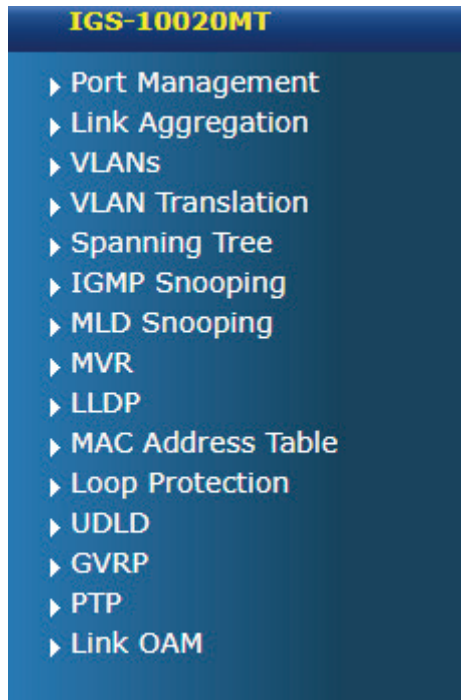 IGS-10020MT
Port Management
Link Aggregation
VLANs
VLAN Translation
Spanning Tree
IGMP Snooping
MLD Snooping
MVR
LLDP
MAC Address Table
Loop Protection
UDLD
GVRP
PTP
Link OAM